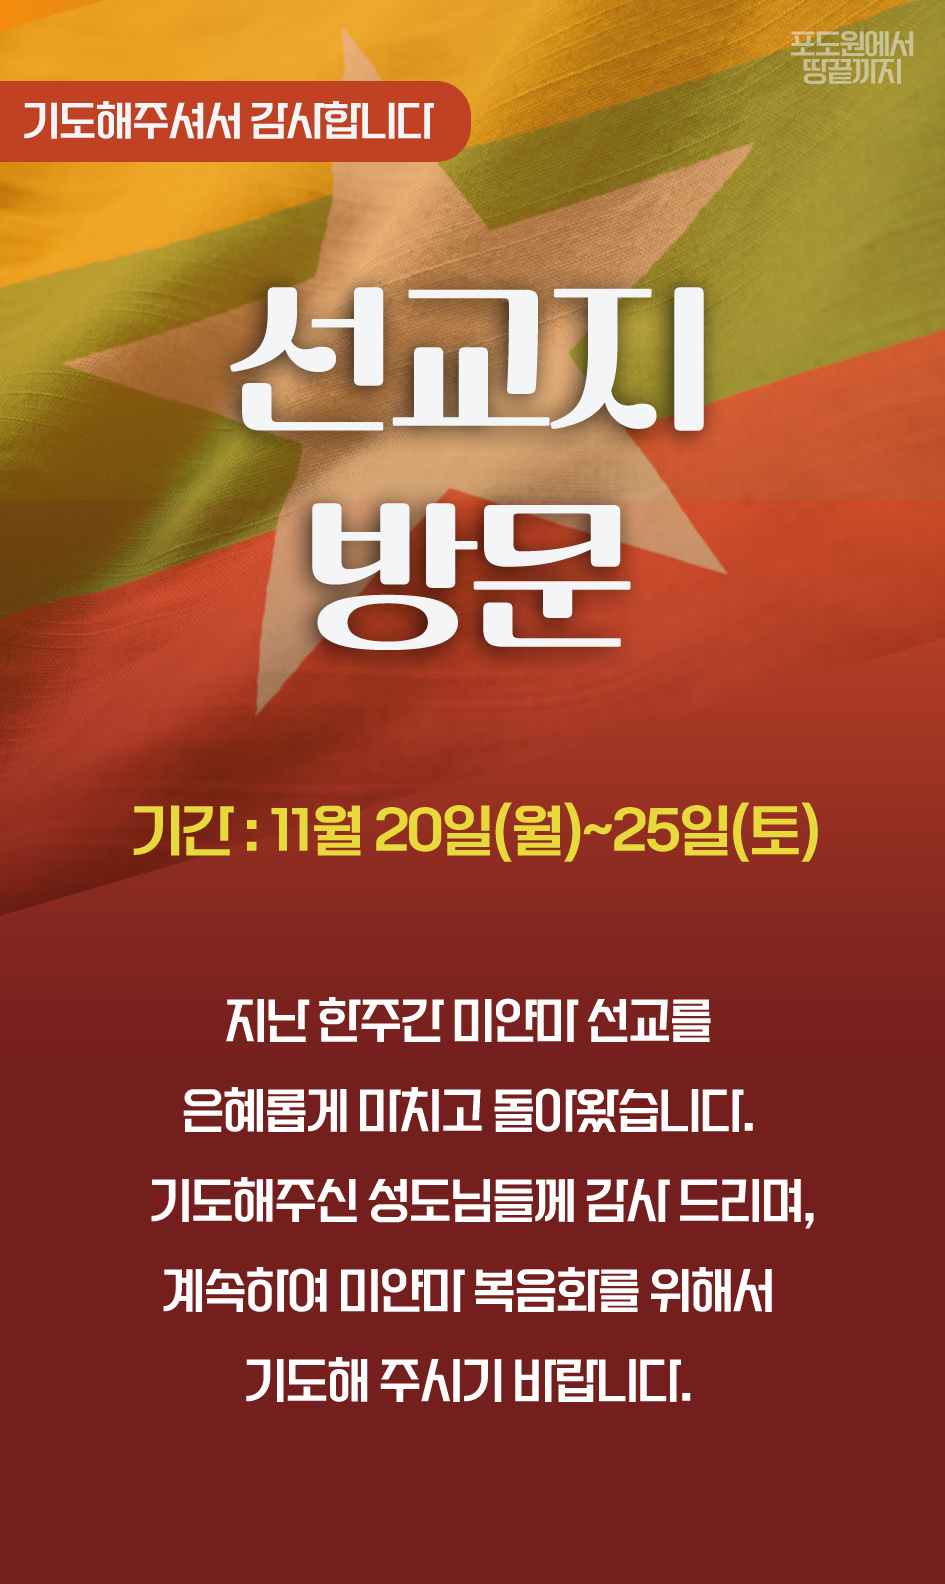 포도원에서
땅끝까지
기도해주셔서 감사합니다
선교지
방문
기간 : 11월 20일(월)~25일(토)
지난 한주간 미얀마 선교를
은혜롭게 마치고 돌아왔습니다.
기도해주신 성도님들께 감사 드리며,
계속하여 미얀마 복음화를 위해서
기도해 주시기 바랍니다.